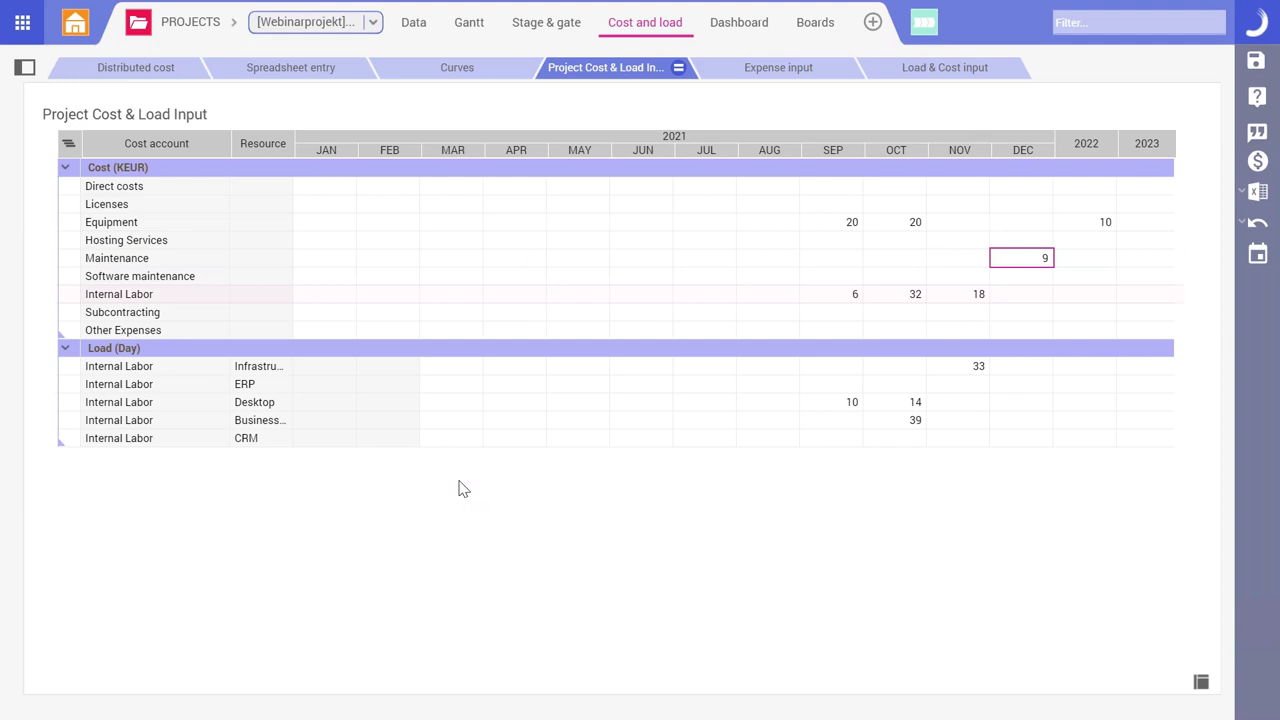 PROJECTS [Webinarprojekt]... Data Gantt Stage & gate Cost and load Dashboard Boards Filter...
Distributed cost Spreadsheet entry Curves Project Cost & Load In... Expense input Load & Cost input
Project Cost & Load Input
2021
Cost account Resource JAN FEB MAR APR MAY JUN JUL AUG SEP OCT NOV DEC 2022 2023
Cost (KEUR)
Direct costs
Licenses
Equipment 20 20 10
Hosting Services
Maintenance 9
Software maintenance
Internal Labor 6 32 18
Subcontracting
Other Expenses
Load (Day)
Internal Labor Infrastru... 33
Internal Labor ERP
Internal Labor Desktop 10 14
Internal Labor Business... 39
Internal Labor CRM